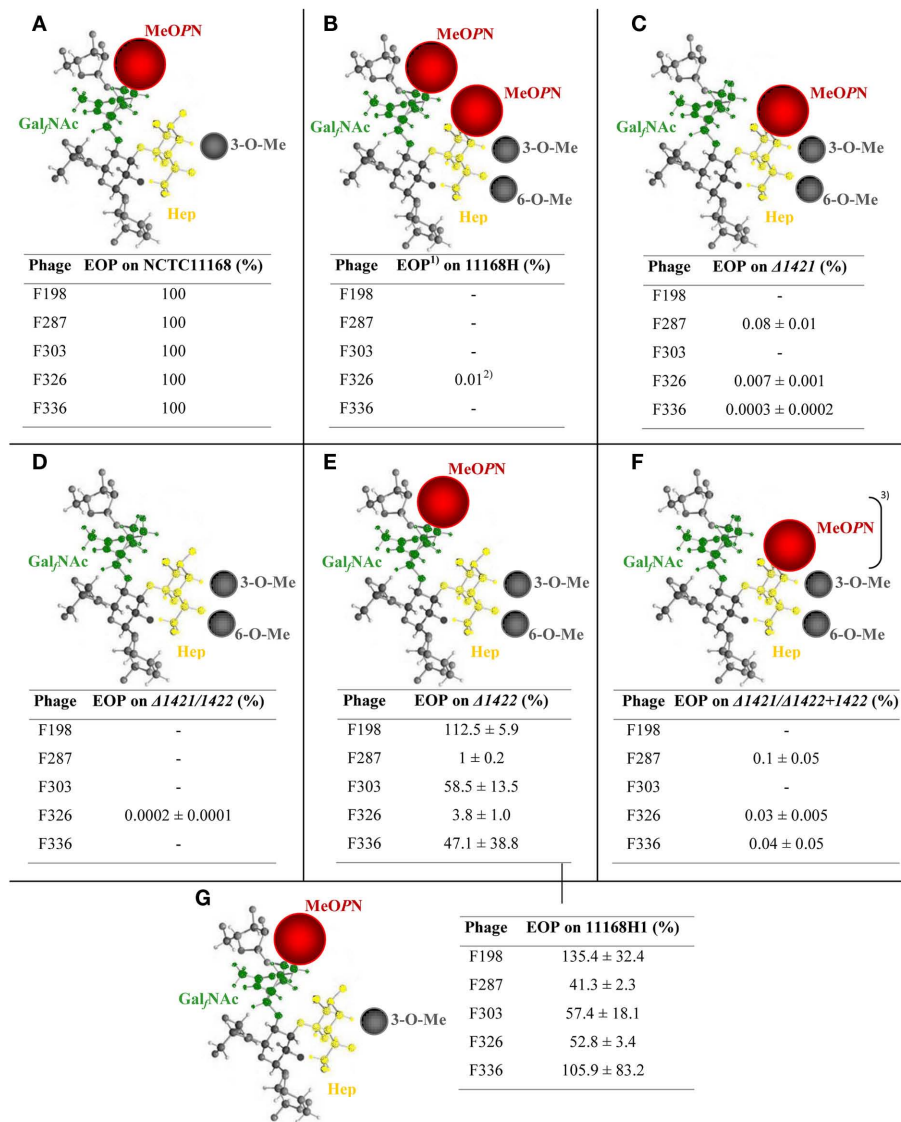 A
MeOPN
GalfNAc
3-O-Me
Hep
Phage EOP on NCTC11168 (%)
F198 100
F287 100
F303 100
F326 100
F336 100
B
MeOPN
MeOPN
3-O-Me
6-O-Me
Hep
Phage EOP1) on 11168H (%)
F198 -
F287 -
F303 -
F326 0.012)
F336 -
C
MeOPN
GalfNAc
3-O-Me
6-O-Me
Hep
Phage EOP on Δ1421 (%)
F198 -
F287 0.08 ± 0.01
F303 -
F326 0.007 ± 0.001
F336 0.0003 ± 0.0002
D
GalfNAc
3-O-Me
6-O-Me
Hep
Phage EOP on Δ1421/1422 (%)
F198 -
F287 -
F303 -
F326 0.0002 ± 0.0001
F336 -
E
MeOPN
GalfNAc
3-O-Me
6-O-Me
Hep
Phage EOP on Δ1422 (%)
F198 112.5 ± 5.9
F287 1 ± 0.2
F303 58.5 ± 13.5
F326 3.8 ± 1.0
F336 47.1 ± 38.8
F
3)
MeOPN
GalfNAc
3-O-Me
6-O-Me
Hep
Phage EOP on Δ1421/Δ1422+1422 (%)
F198 -
F287 0.1 ± 0.05
F303 -
F326 0.03 ± 0.005
F336 0.04 ± 0.05
G
MeOPN
GalfNAc
3-O-Me
Hep
Phage EOP on 11168H1 (%)
F198 135.4 ± 32.4
F287 41.3 ± 2.3
F303 57.4 ± 18.1
F326 52.8 ± 3.4
F336 105.9 ± 83.2